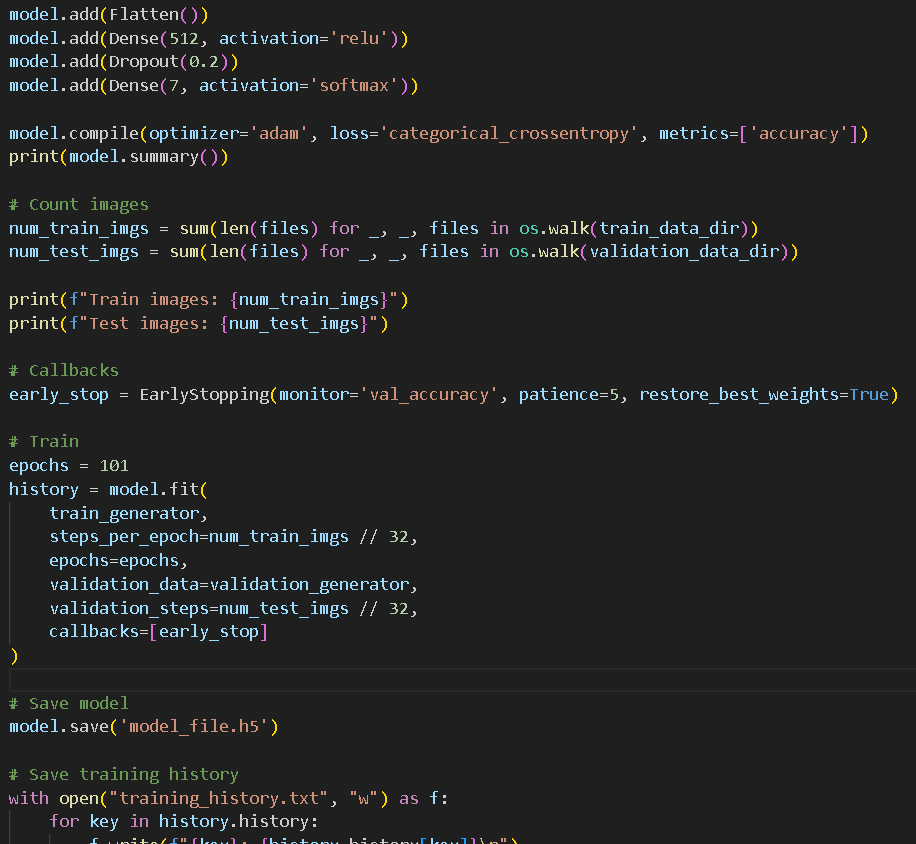 model.add(Flatten())
model.add(Dense(512, activation='relu'))
model.add(Dropout(0.2))
model.add(Dense(7, activation='softmax'))

model.compile(optimizer='adam', loss='categorical_crossentropy', metrics=['accuracy'])
print(model.summary())

# Count images
num_train_imgs = sum(len(files) for _, _, files in os.walk(train_data_dir))
num_test_imgs = sum(len(files) for _, _, files in os.walk(validation_data_dir))

print(f"Train images: {num_train_imgs}")
print(f"Test images: {num_test_imgs}")

# Callbacks
early_stop = EarlyStopping(monitor='val_accuracy', patience=5, restore_best_weights=True)

# Train
epochs = 101
history = model.fit(
    train_generator,
    steps_per_epoch=num_train_imgs // 32,
    epochs=epochs,
    validation_data=validation_generator,
    validation_steps=num_test_imgs // 32,
    callbacks=[early_stop]
)

# Save model
model.save('model_file.h5')

# Save training history
with open("training_history.txt", "w") as f:
    for key in history.history:
        f.write(f"{key}: {history.history[key]}\n")